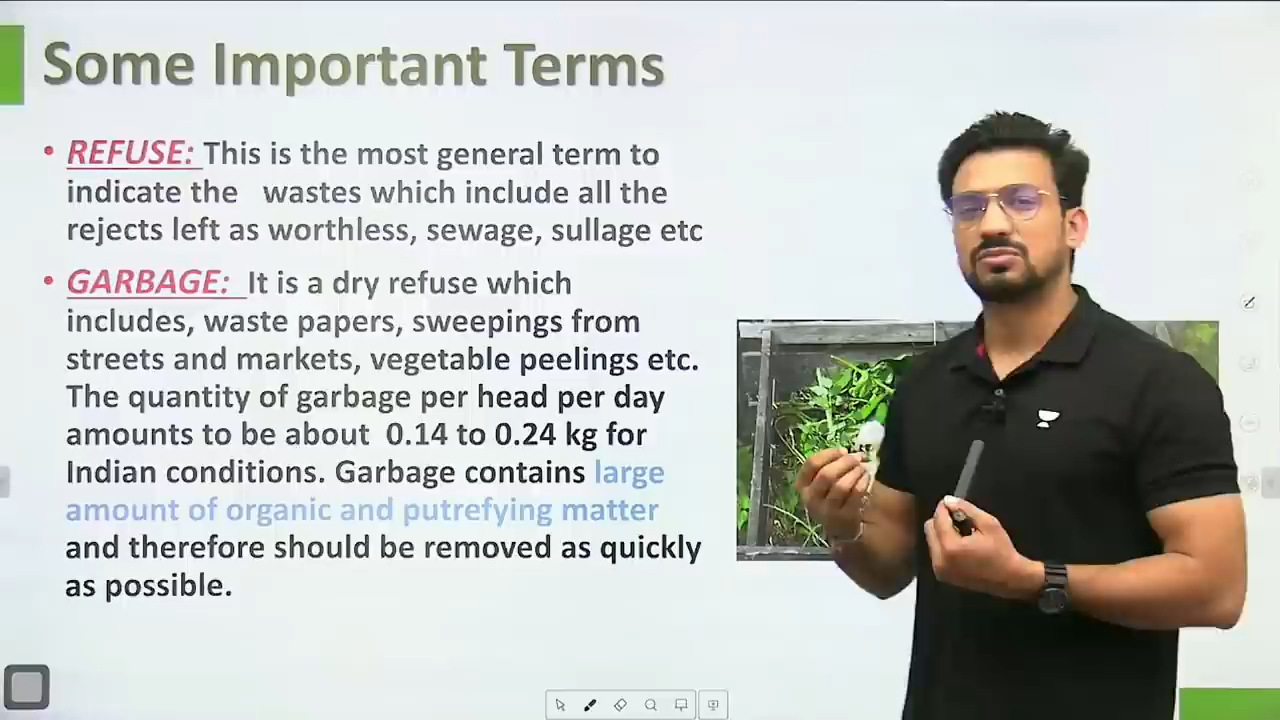 Some Important Terms
• REFUSE: This is the most general term to
indicate the wastes which include all the
rejects left as worthless, sewage, sullage etc
• GARBAGE: It is a dry refuse which
includes, waste papers, sweepings from
streets and markets, vegetable peelings etc.
The quantity of garbage per head per day
amounts to be about 0.14 to 0.24 kg for
Indian conditions. Garbage contains large
amount of organic and putrefying matter
and therefore should be removed as quickly
as possible.